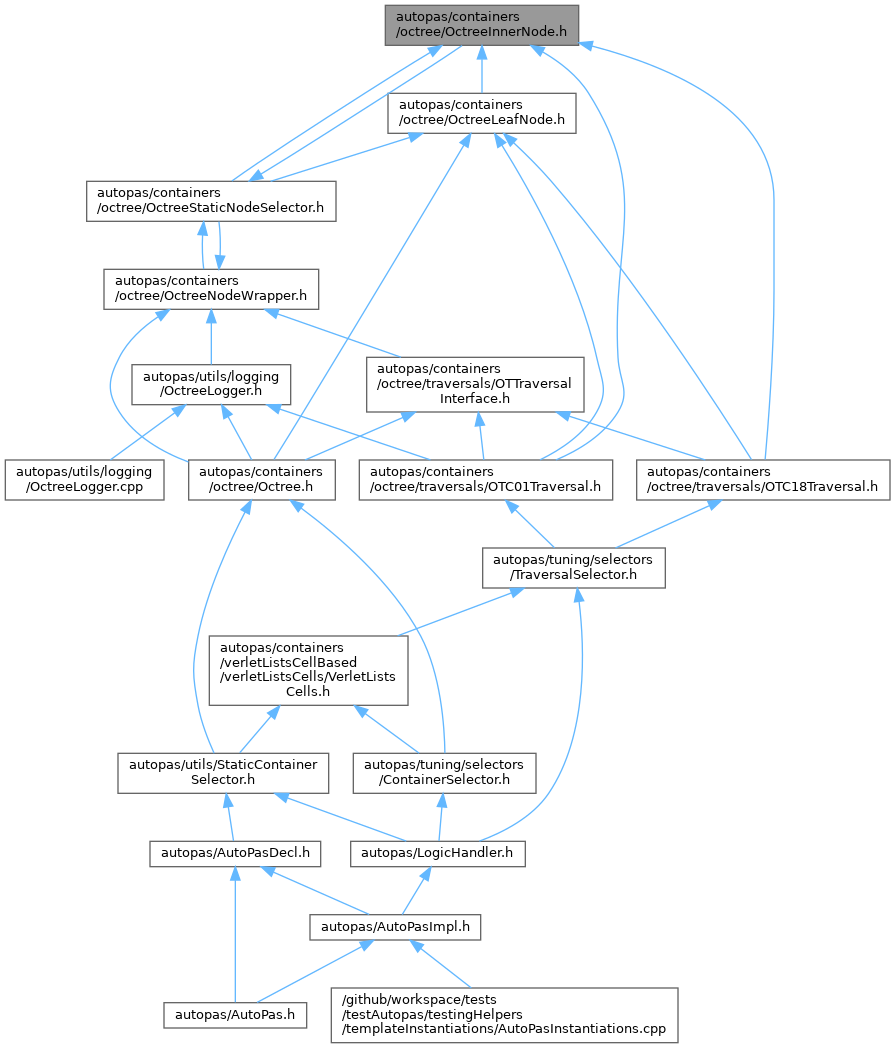 autopas/containers
/octree/OctreeInnerNode.h
autopas/containers
/octree/OctreeLeafNode.h
autopas/containers
/octree/OctreeStaticNodeSelector.h
autopas/containers
/octree/OctreeNodeWrapper.h
autopas/utils/logging
/OctreeLogger.h
autopas/containers
/octree/traversals/OTTraversal
Interface.h
autopas/utils/logging
/OctreeLogger.cpp
autopas/containers
/octree/Octree.h
autopas/containers
/octree/traversals/OTC01Traversal.h
autopas/containers
/octree/traversals/OTC18Traversal.h
autopas/tuning/selectors
/TraversalSelector.h
autopas/containers
/verletListsCellBased
/verletListsCells/VerletLists
Cells.h
autopas/utils/StaticContainer
Selector.h
autopas/tuning/selectors
/ContainerSelector.h
autopas/AutoPasDecl.h
autopas/LogicHandler.h
autopas/AutoPasImpl.h
autopas/AutoPas.h
/github/workspace/tests
/testAutopas/testingHelpers
/templateInstantiations/AutoPasInstantiations.cpp